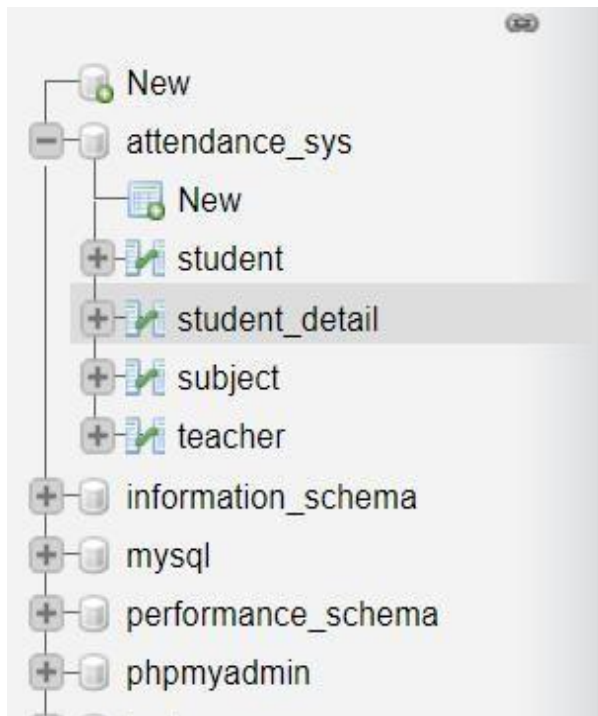 New
attendance_sys
New
student
student_detail
subject
teacher
information_schema
mysql
performance_schema
phpmyadmin